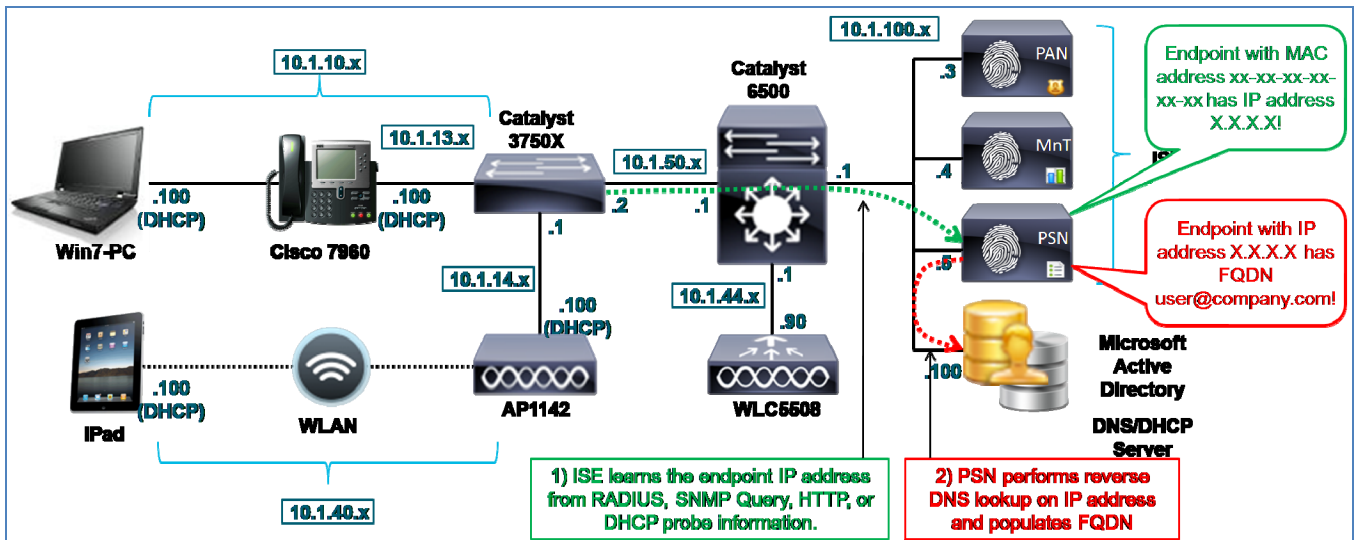 10.1.10.x
10.1.13.x
Catalyst
3750X
10.1.50.x
Catalyst
6500
10.1.100.x
PAN
.3
MnT
.4
PSN
.5
.1
.2
.1
.1
.1
.100
(DHCP)
.100
(DHCP)
Win7-PC
Cisco 7960
10.1.14.x
.100
(DHCP)
10.1.44.x
.90
.100
(DHCP)
iPad
WLAN
AP1142
WLC5508
.100
Microsoft
Active
Directory
DNS/DHCP
Server
10.1.40.x
Endpoint with MAC
address xx-xx-xx-xx-
xx-xx has IP address
X.X.X.X!
Endpoint with IP
address X.X.X.X has
FQDN
user@company.com!
1) ISE learns the endpoint IP address
from RADIUS, SNMP Query, HTTP, or
DHCP probe information.
2) PSN performs reverse
DNS lookup on IP address
and populates FQDN